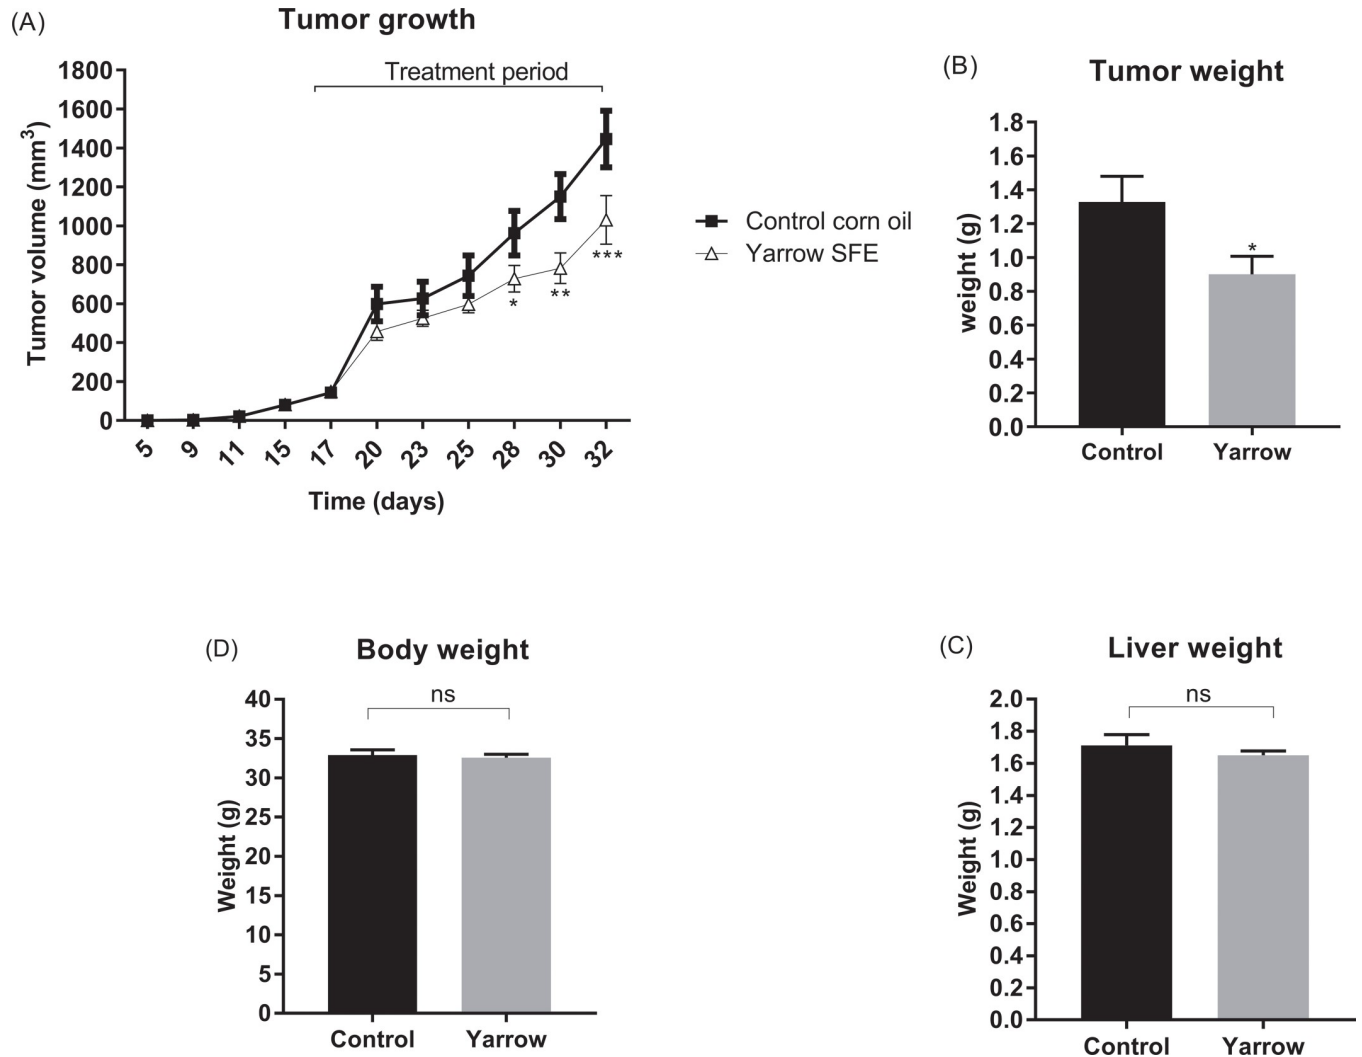 (A)
Tumor growth
Treatment period
1800
1600
1400
1200
1000
800
600
400
200
0
Tumor volume (mm³)
*
**
***
5 9 11 15 17 20 23 25 28 30 32
Time (days)
Control corn oil
Yarrow SFE
(B)
Tumor weight
1.8
1.6
1.4
1.2
1.0
0.8
0.6
0.4
0.2
0.0
weight (g)
*
Control Yarrow
(D)
Body weight
ns
40
35
30
25
20
15
10
5
0
Weight (g)
Control Yarrow
(C)
Liver weight
ns
2.0
1.8
1.6
1.4
1.2
1.0
0.8
0.6
0.4
0.2
0.0
Weight (g)
Control Yarrow